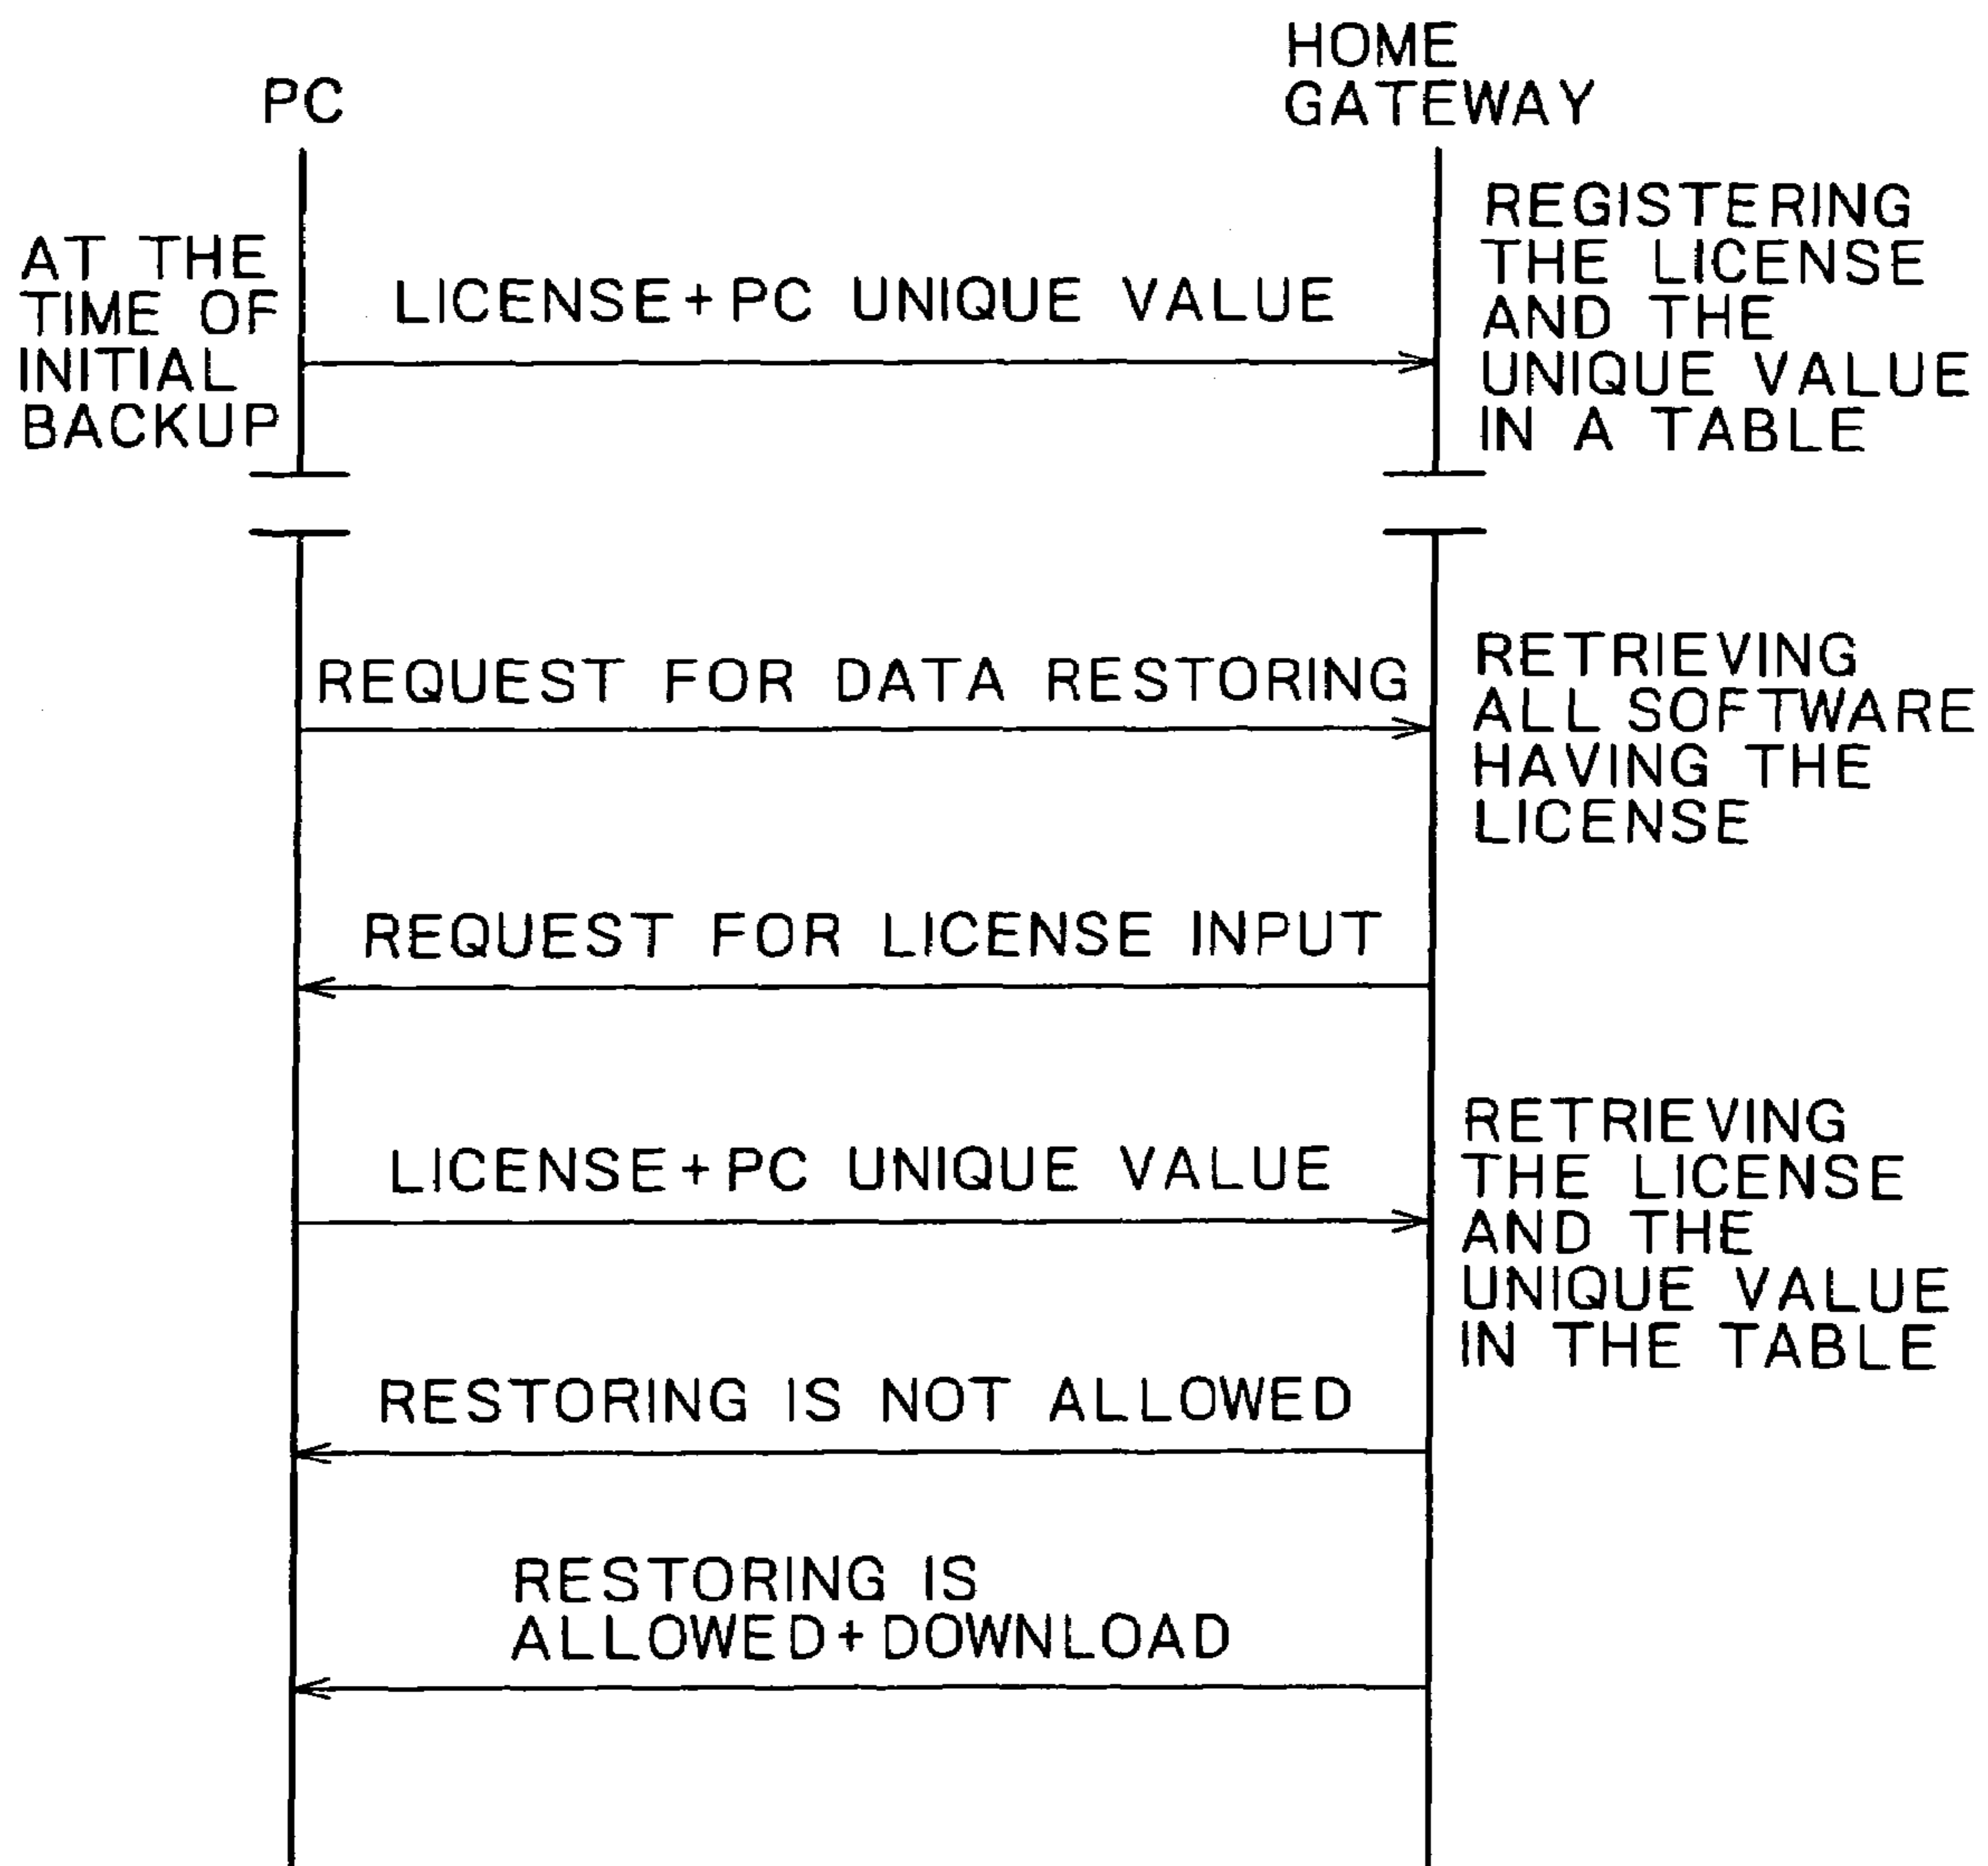 PC
HOME
GATEWAY
AT THE
TIME OF
INITIAL
BACKUP
LICENSE+PC UNIQUE VALUE
REGISTERING
THE LICENSE
AND THE
UNIQUE VALUE
IN A TABLE
REQUEST FOR DATA RESTORING
RETRIEVING
ALL SOFTWARE
HAVING THE
LICENSE
REQUEST FOR LICENSE INPUT
LICENSE+PC UNIQUE VALUE
RETRIEVING
THE LICENSE
AND THE
UNIQUE VALUE
IN THE TABLE
RESTORING IS NOT ALLOWED
RESTORING IS
ALLOWED+DOWNLOAD